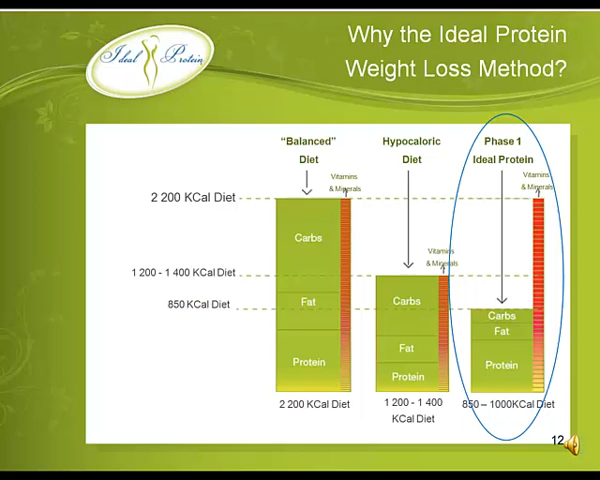 Ideal Protein
Why the Ideal Protein
Weight Loss Method?
“Balanced”
Diet
Hypocaloric
Diet
Phase 1
Ideal Protein
Vitamins
& Minerals
Vitamins
& Minerals
Vitamins
& Minerals
2 200 KCal Diet
1 200 - 1 400 KCal Diet
850 KCal Diet
Carbs
Fat
Protein
Carbs
Fat
Protein
Carbs
Fat
Protein
2 200 KCal Diet
1 200 - 1 400
KCal Diet
850 – 1000KCal Diet
12